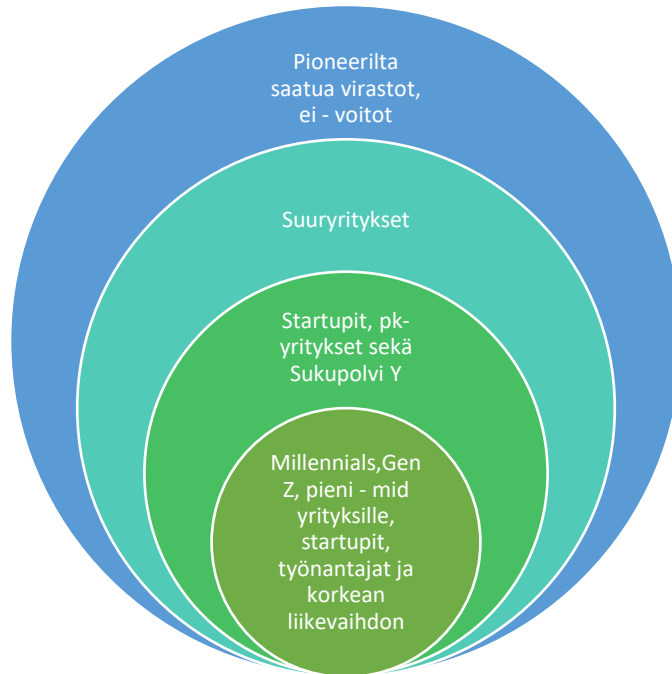 Pioneerilta
saatua virastot,
ei - voitot
Suuryritykset
Startupit, pk-
yritykset sekä
Sukupolvi Y
Millennials,Gen
Z, pieni - mid
yrityksille,
startupit,
työnantajat ja
korkean
liikevaihdon